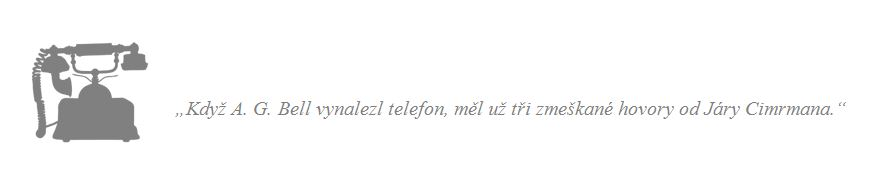 „Když A. G. Bell vynalezl telefon, měl už tři zmeškané hovory od Járy Cimrmana.“